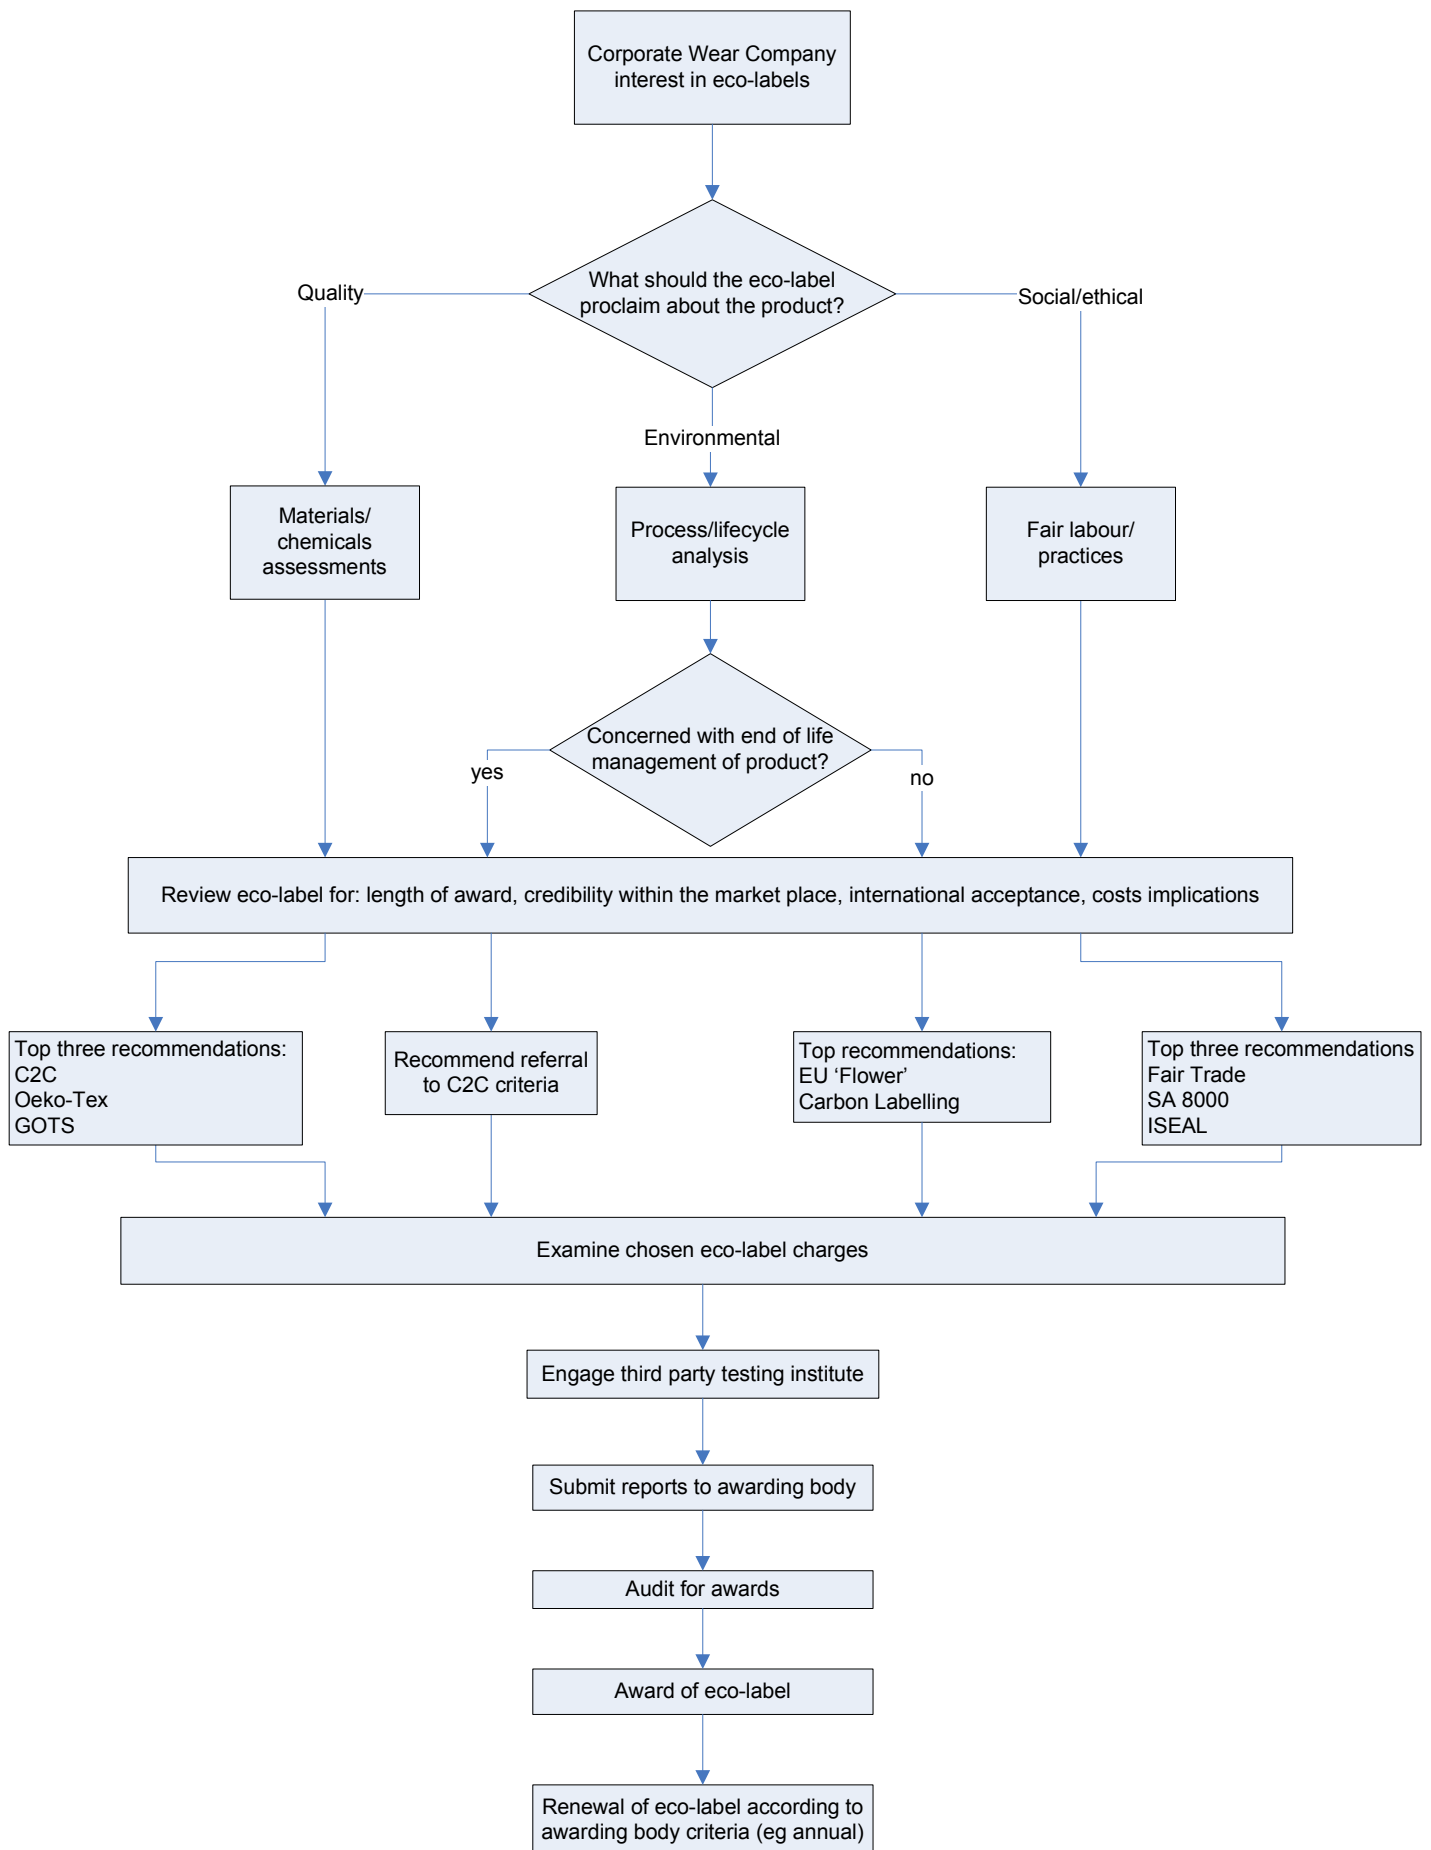 Corporate Wear Company
interest in eco-labels
What should the eco-label
proclaim about the product?
Quality
Social/ethical
Environmental
Materials/
chemicals
assessments
Process/lifecycle
analysis
Fair labour/
practices
Concerned with end of life
management of product?
yes
no
Review eco-label for: length of award, credibility within the market place, international acceptance, costs implications
Top three recommendations:
C2C
Oeko-Tex
GOTS
Recommend referral
to C2C criteria
Top recommendations:
EU ‘Flower’
Carbon Labelling
Top three recommendations
Fair Trade
SA 8000
ISEAL
Examine chosen eco-label charges
Engage third party testing institute
Submit reports to awarding body
Audit for awards
Award of eco-label
Renewal of eco-label according to
awarding body criteria (eg annual)